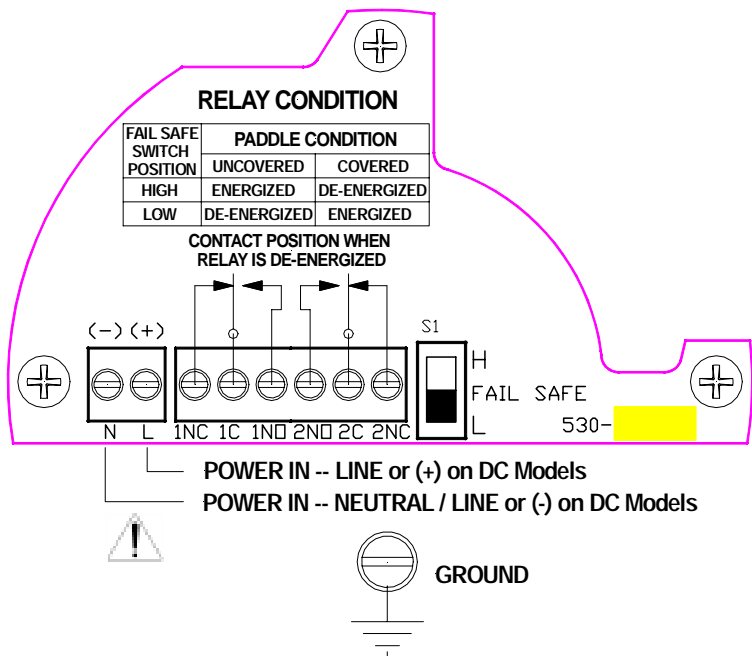 RELAY CONDITION
FAIL SAFE
SWITCH
POSITION
PADDLE CONDITION
UNCOVERED COVERED
HIGH ENERGIZED DE-ENERGIZED
LOW DE-ENERGIZED ENERGIZED
CONTACT POSITION WHEN
RELAY IS DE-ENERGIZED
(-) (+)
S1
H
FAIL SAFE
L
530-
N L 1NC 1C 1NO 2NO 2C 2NC
POWER IN -- LINE or (+) on DC Models
POWER IN -- NEUTRAL / LINE or (-) on DC Models
!
GROUND